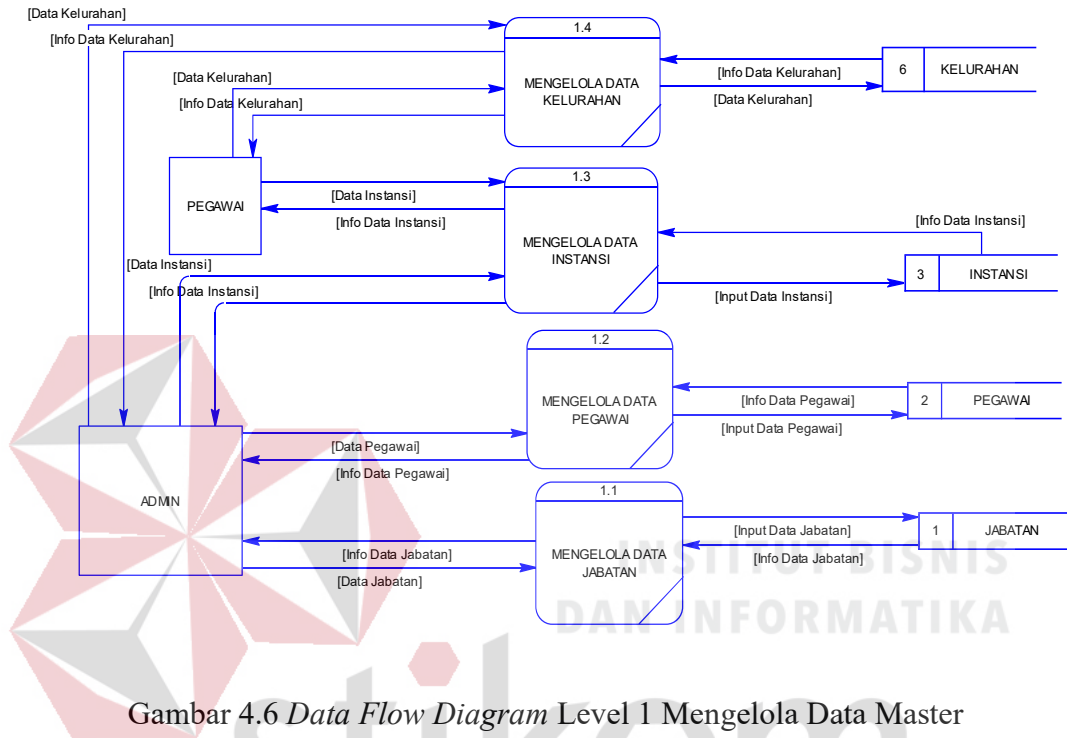 [Data Kelurahan]
[Info Data Kelurahan]
1.4
MENGELOLA DATA
KELURAHAN
[Info Data Kelurahan]
[Data Kelurahan]
6 KELURAHAN
[Data Kelurahan]
[Info Data Kelurahan]
PEGAWAI
[Data Instansi]
[Info Data Instansi]
1.3
MENGELOLA DATA
INSTANSI
[Info Data Instansi]
3 INSTANSI
[Input Data Instansi]
[Data Instansi]
[Info Data Instansi]
1.2
MENGELOLA DATA
PEGAWAI
[Info Data Pegawai]
[Input Data Pegawai]
2 PEGAWAI
[Data Pegawai]
[Info Data Pegawai]
ADMIN
1.1
MENGELOLA DATA
JABATAN
[Input Data Jabatan]
[Info Data Jabatan]
1 JABATAN
[Info Data Jabatan]
[Data Jabatan]
INSTITUT BISNIS
DAN INFORMATIKA
stikom
Gambar 4.6 Data Flow Diagram Level 1 Mengelola Data Master